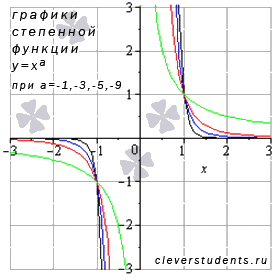 графики
степенной
функции
y=xᵃ
при a=-1,-3,-5,-9
3
2
1
-3 -2 -1 0 1 2 3
x
-1
-2
-3
cleverstudents.ru